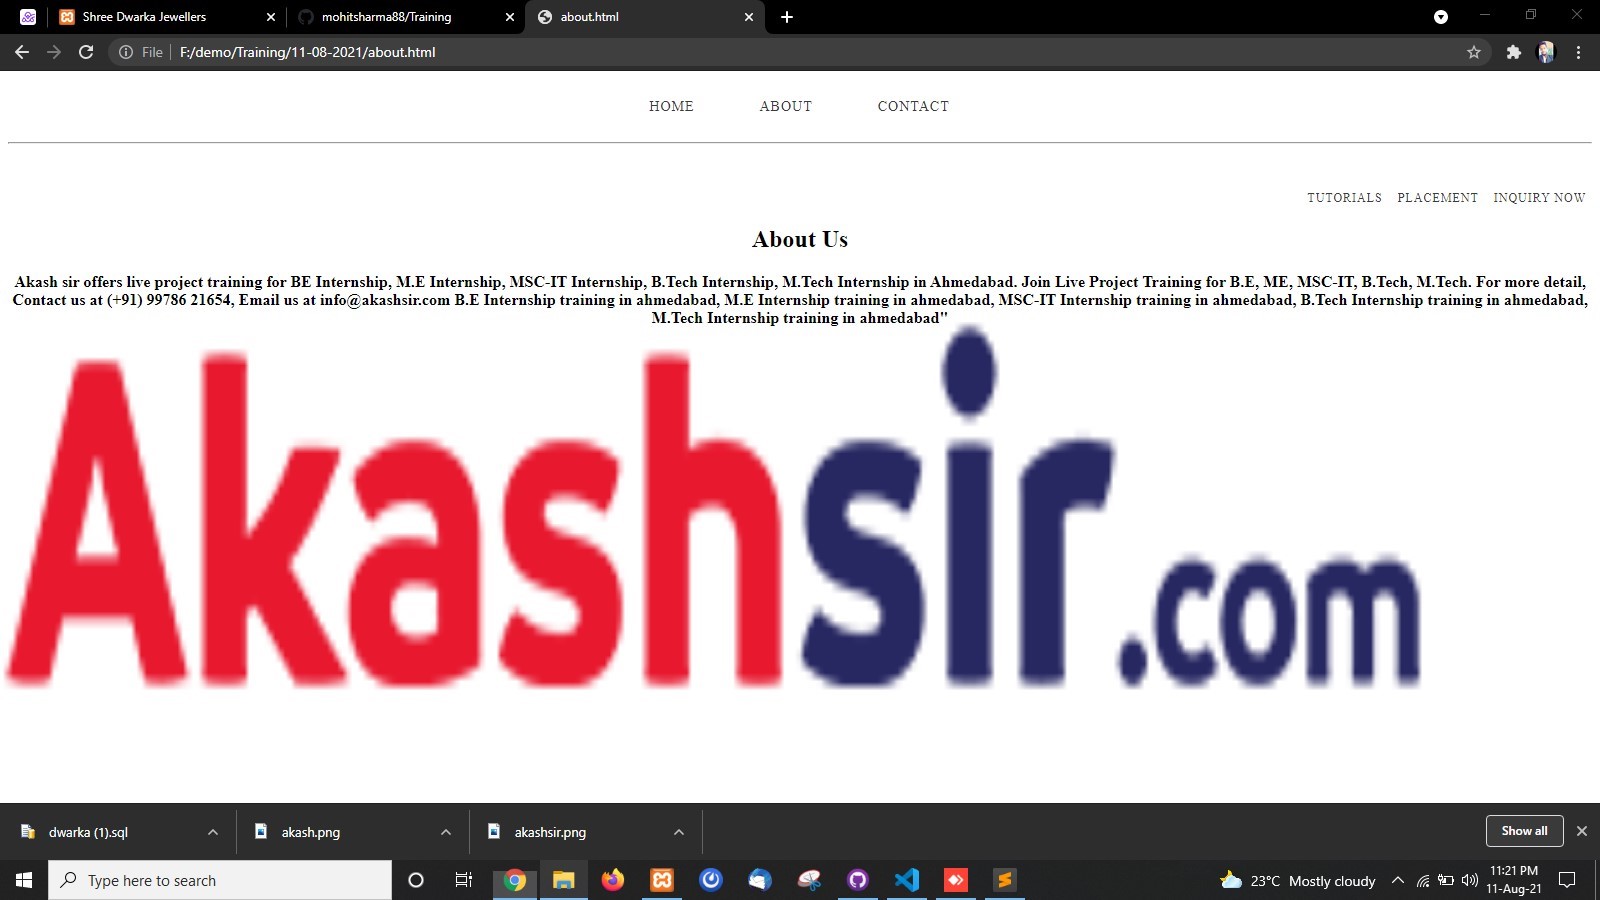 Shree Dwarka Jewellers
mohitsharma88/Training
about.html
File
F:/demo/Training/11-08-2021/about.html
HOME ABOUT CONTACT
TUTORIALS PLACEMENT INQUIRY NOW
About Us
Akash sir offers live project training for BE Internship, M.E Internship, MSC-IT Internship, B.Tech Internship, M.Tech Internship in Ahmedabad. Join Live Project Training for B.E, ME, MSC-IT, B.Tech, M.Tech. For more detail,
Contact us at (+91) 99786 21654, Email us at info@akashsir.com B.E Internship training in ahmedabad, M.E Internship training in ahmedabad, MSC-IT Internship training in ahmedabad, B.Tech Internship training in ahmedabad,
M.Tech Internship training in ahmedabad"
Akashsir.com
dwarka (1).sql
akash.png
akashsir.png
Show all
Type here to search
23°C Mostly cloudy
11:21 PM
11-Aug-21